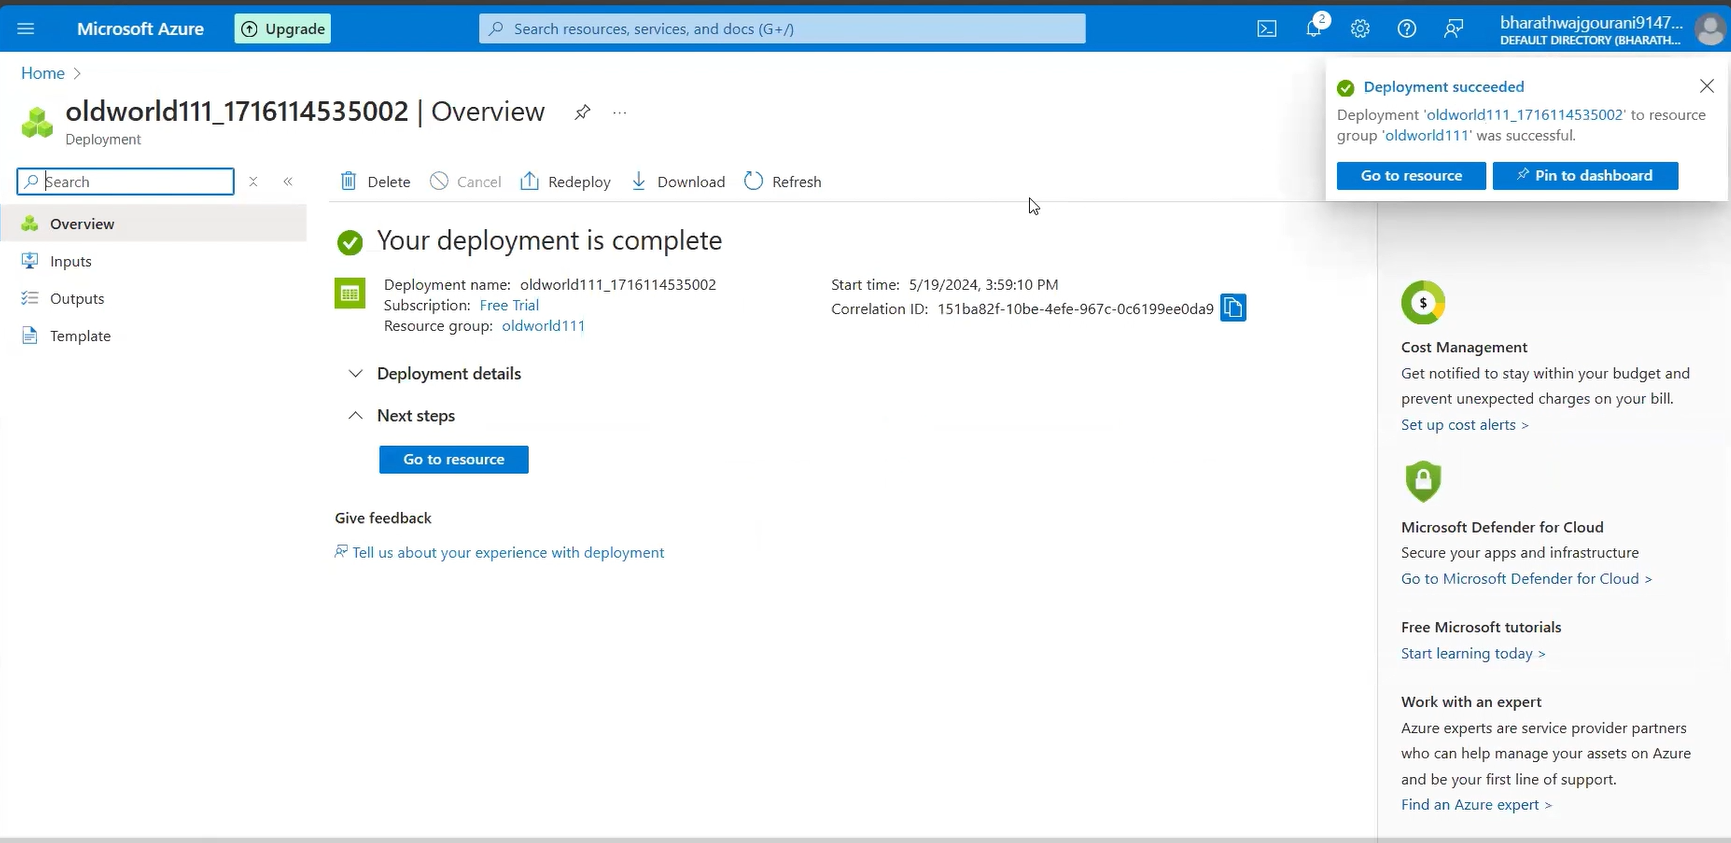 Microsoft Azure
Upgrade
Search resources, services, and docs (G+/)
2
bharathwajgourani9147...
DEFAULT DIRECTORY (BHARATH...
Home >
oldworld111_1716114535002 | Overview
...
Deployment
Search
Overview
Inputs
Outputs
Template
Delete
Cancel
Redeploy
Download
Refresh
Your deployment is complete
Deployment name: oldworld111_1716114535002
Subscription: Free Trial
Resource group: oldworld111
Start time: 5/19/2024, 3:59:10 PM
Correlation ID: 151ba82f-10be-4efe-967c-0c6199ee0da9
Deployment details
Next steps
Go to resource
Give feedback
Tell us about your experience with deployment
Deployment succeeded
Deployment 'oldworld111_1716114535002' to resource
group 'oldworld111' was successful.
Go to resource
Pin to dashboard
$
Cost Management
Get notified to stay within your budget and
prevent unexpected charges on your bill.
Set up cost alerts >
Microsoft Defender for Cloud
Secure your apps and infrastructure
Go to Microsoft Defender for Cloud >
Free Microsoft tutorials
Start learning today >
Work with an expert
Azure experts are service provider partners
who can help manage your assets on Azure
and be your first line of support.
Find an Azure expert >